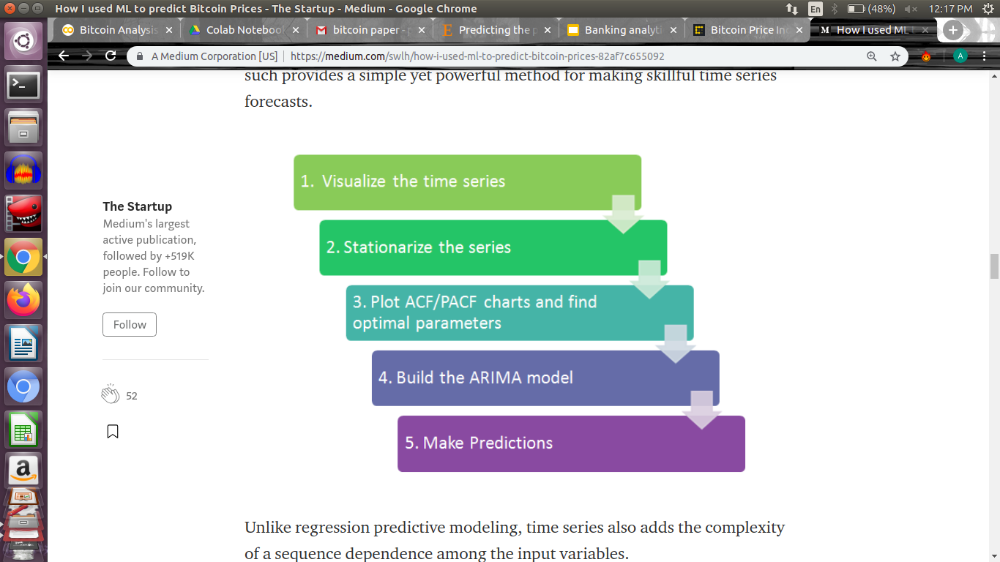 How I used ML to predict Bitcoin Prices - The Startup - Medium - Google Chrome
En
(48%)
12:17 PM
Bitcoin Analysis
Colab Notebook
bitcoin paper - 
Predicting the p
Banking analyti
Bitcoin Price In
How I used ML
A Medium Corporation [US]
https://medium.com/swlh/how-i-used-ml-to-predict-bitcoin-prices-82af7c655092
A
such provides a simple yet powerful method for making skillful time series
forecasts.
1. Visualize the time series
2. Stationarize the series
3. Plot ACF/PACF charts and find
optimal parameters
4. Build the ARIMA model
5. Make Predictions
The Startup
Medium's largest
active publication,
followed by +519K
people. Follow to
join our community.
Follow
52
Unlike regression predictive modeling, time series also adds the complexity
of a sequence dependence among the input variables.